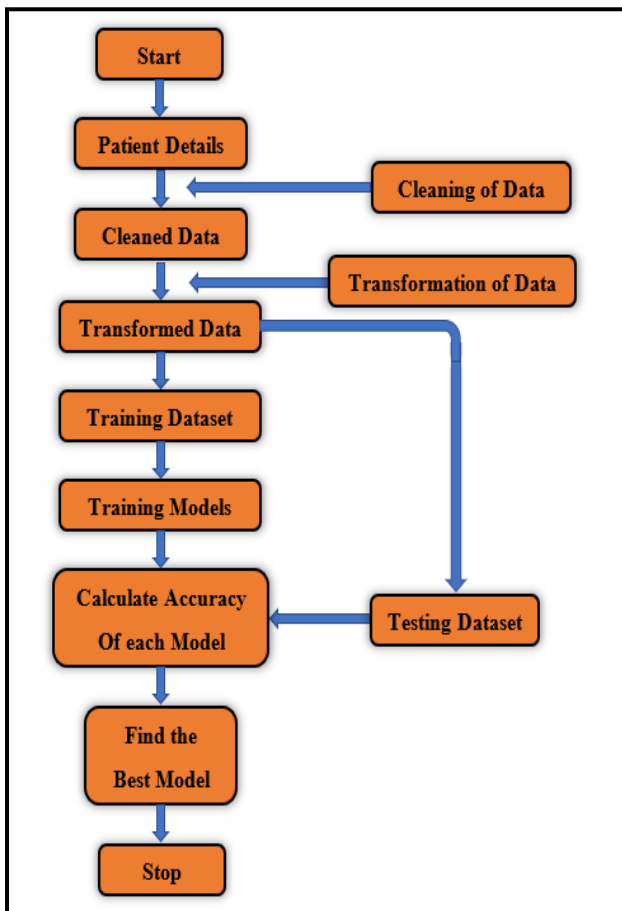 Start
Patient Details
Cleaning of Data
Cleaned Data
Transformation of Data
Transformed Data
Training Dataset
Training Models
Calculate Accuracy
Of each Model
Testing Dataset
Find the
Best Model
Stop